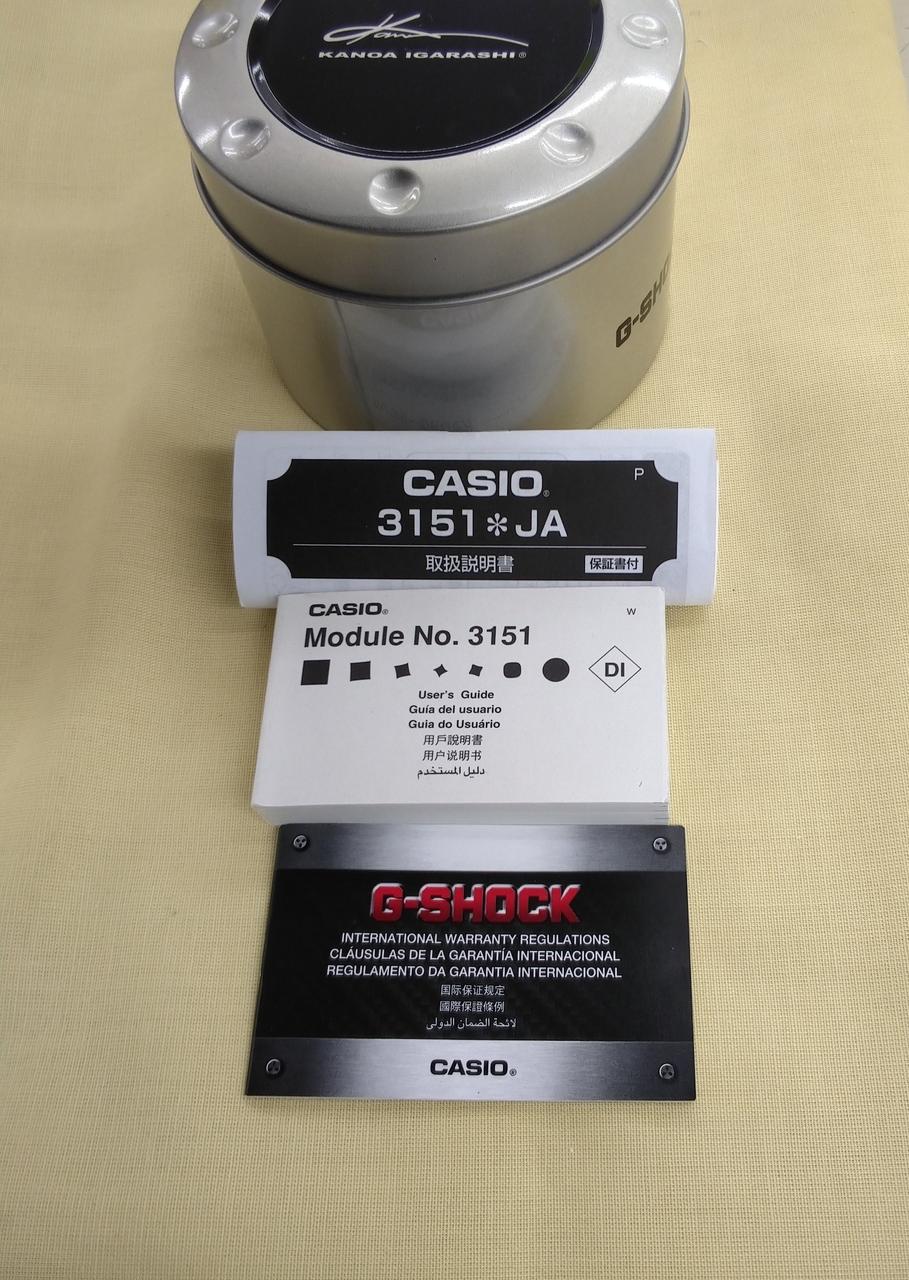 KANOA IGARASHI®
G-SHO
CASIO®
P
3151*JA
取扱説明書
保証書付
CASIO®
W
Module No. 3151
DI
User's Guide
Guía del usuario
Guia do Usuário
用戶說明書
用户说明书
دليل المستخدم
G-SHOCK
INTERNATIONAL WARRANTY REGULATIONS
CLÁUSULAS DE LA GARANTÍA INTERNACIONAL
REGULAMENTO DA GARANTIA INTERNACIONAL
国际保证规定
國際保證條例
لائحة الضمان الدولى
CASIO®